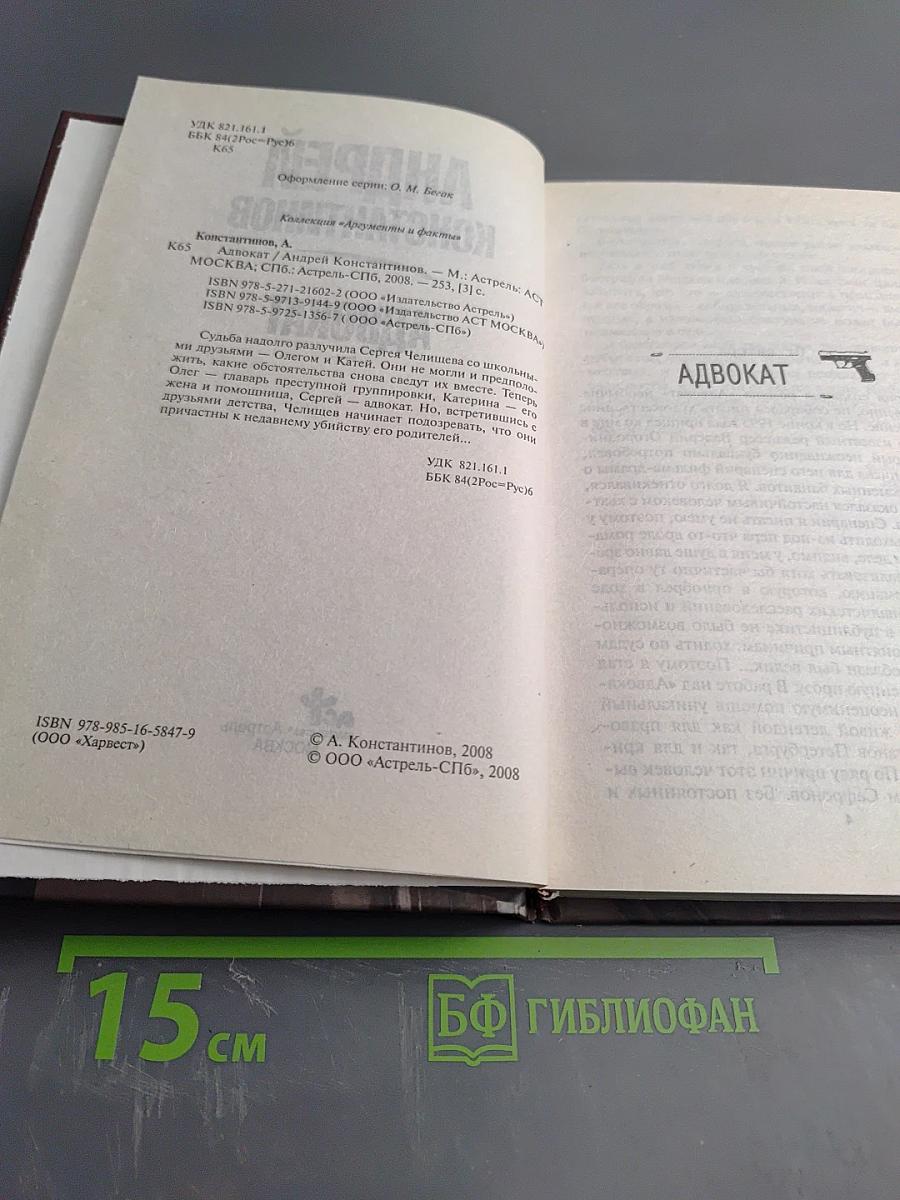 УДК 821.161.1
ББК 84(2Рос=Рус)6
К65
Оформление серии: О. М. Бегак
Коллекция «Аргументы и факты»
Константинов, А.
К65 Адвокат / Андрей Константинов. — М.: Астрель: АСТ
МОСКВА; СПб.: Астрель-СПб, 2008. — 253, [3] с.
ISBN 978-5-271-21602-2 (ООО «Издательство Астрель»)
ISBN 978-5-9713-9144-9 (ООО «Издательство АСТ МОСКВА»)
ISBN 978-5-9725-1356-7 ( ООО «Астрель-СПб»)
Судьба надолго разлучила Сергея Челищева со школьны-
ми друзьями — Олегом и Катей. Они не могли и предполо-
жить, какие обстоятельства снова сведут их вместе. Теперь
Олег — главарь преступной группировки, Катерина — его
жена и помощница, Сергей — адвокат. Но, встретившись с
друзьями детства, Челищев начинает подозревать, что они
причастны к недавнему убийству его родителей...
УДК 821.161.1
ББК 84(2Рос=Рус)6
ISBN 978-985-16-5847-9
(ООО «Харвест»)
© А. Константинов, 2008
© ООО «Астрель-СПб», 2008
АДВОКАТ
15 см
БФ ГИБЛИОФАН